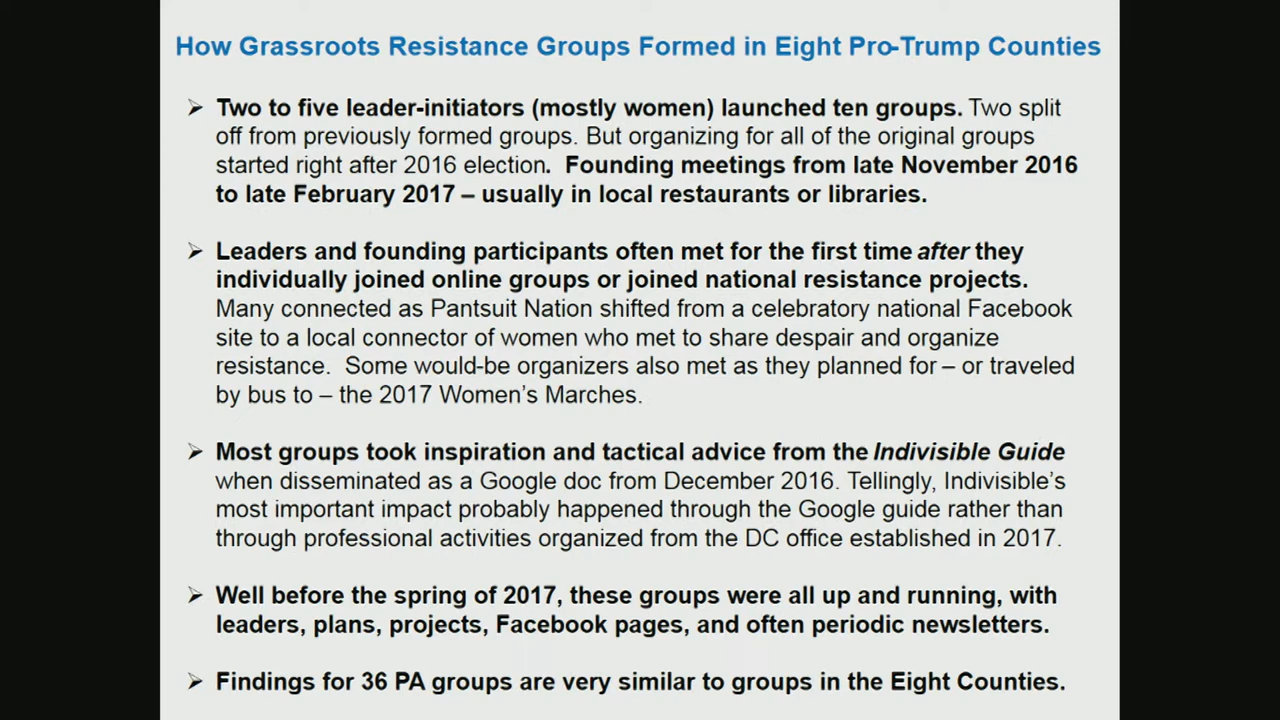 How Grassroots Resistance Groups Formed in Eight Pro-Trump Counties
➢ Two to five leader-initiators (mostly women) launched ten groups. Two split
off from previously formed groups. But organizing for all of the original groups
started right after 2016 election. Founding meetings from late November 2016
to late February 2017 – usually in local restaurants or libraries.
➢ Leaders and founding participants often met for the first time after they
individually joined online groups or joined national resistance projects.
Many connected as Pantsuit Nation shifted from a celebratory national Facebook
site to a local connector of women who met to share despair and organize
resistance. Some would-be organizers also met as they planned for – or traveled
by bus to – the 2017 Women's Marches.
➢ Most groups took inspiration and tactical advice from the Indivisible Guide
when disseminated as a Google doc from December 2016. Tellingly, Indivisible's
most important impact probably happened through the Google guide rather than
through professional activities organized from the DC office established in 2017.
➢ Well before the spring of 2017, these groups were all up and running, with
leaders, plans, projects, Facebook pages, and often periodic newsletters.
➢ Findings for 36 PA groups are very similar to groups in the Eight Counties.